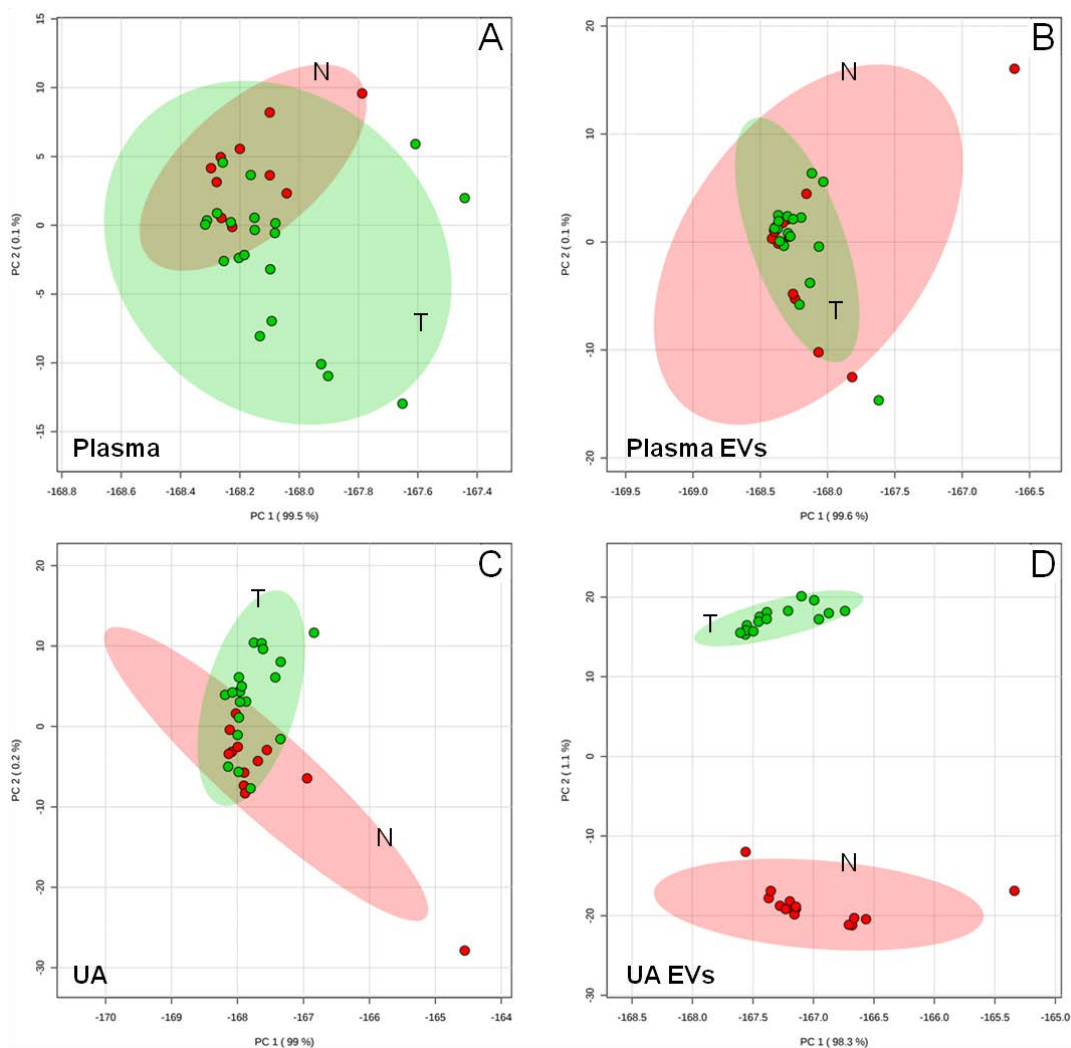 A
N
T
Plasma
15
10
5
0
-5
-10
-15
PC 2 ( 0.1 %)
-168.8 -168.6 -168.4 -168.2 -168.0 -167.8 -167.6 -167.4
PC 1 ( 99.5 %)
B
N
T
Plasma EVs
20
10
0
-10
-20
PC 2 ( 0.1 %)
-169.5 -169.0 -168.5 -168.0 -167.5 -167.0 -166.5
PC 1 ( 99.6 %)
C
T
N
UA
20
10
0
-10
-20
-30
PC 2 ( 0.2 %)
-170 -169 -168 -167 -166 -165 -164
PC 1 ( 99 %)
D
T
N
UA EVs
20
10
0
-10
-20
-30
PC 2 ( 1.1 %)
-168.5 -168.0 -167.5 -167.0 -166.5 -166.0 -165.5 -165.0
PC 1 ( 98.3 %)